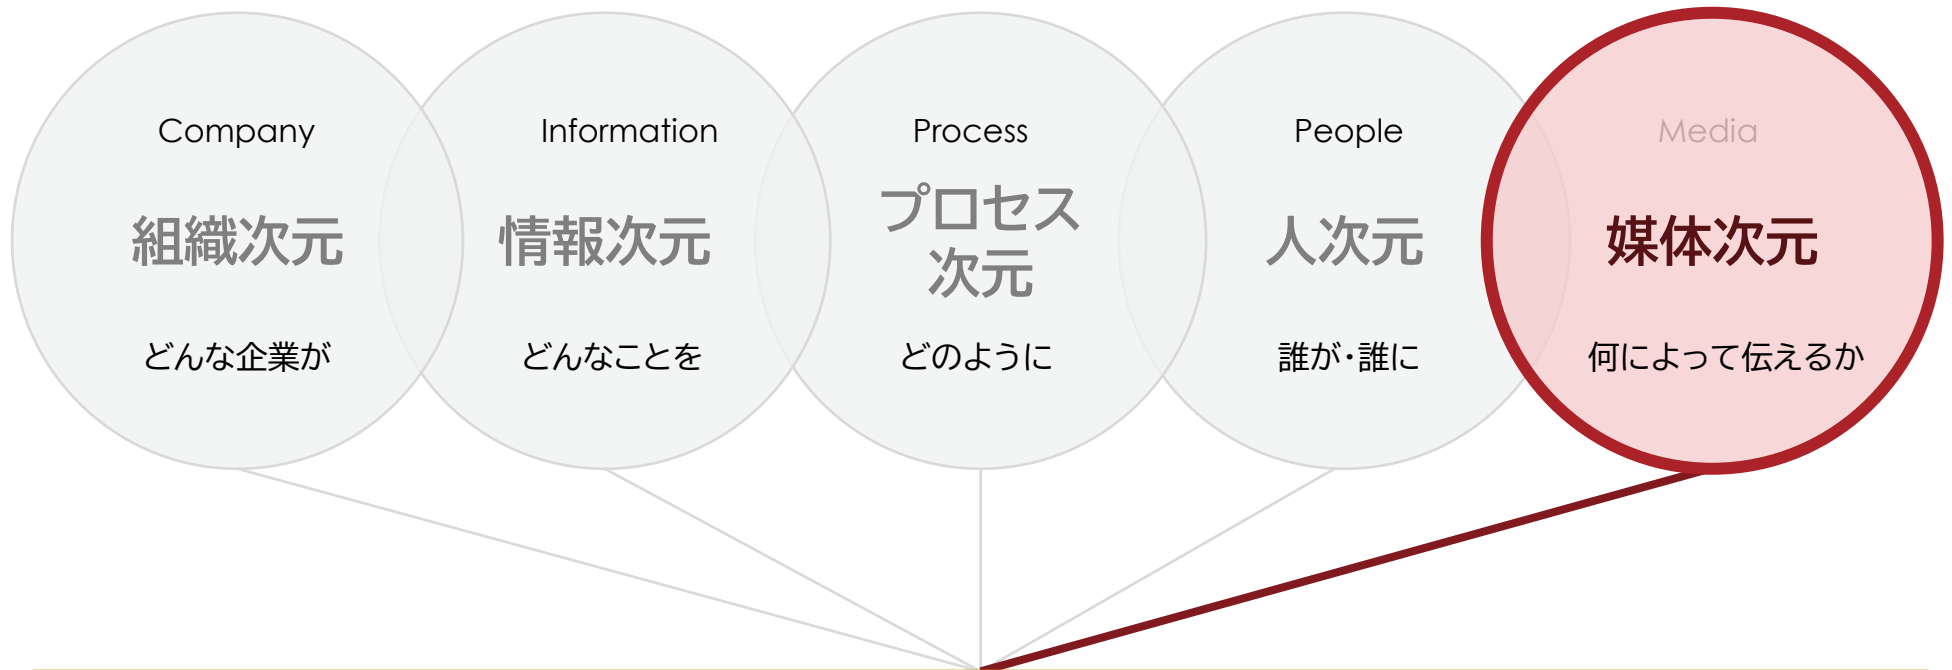 Company
組織次元
どんな企業が
Information
情報次元
どんなことを
Process
プロセス
次元
どのように
People
人次元
誰が・誰に
Media
媒体次元
何によって伝えるか